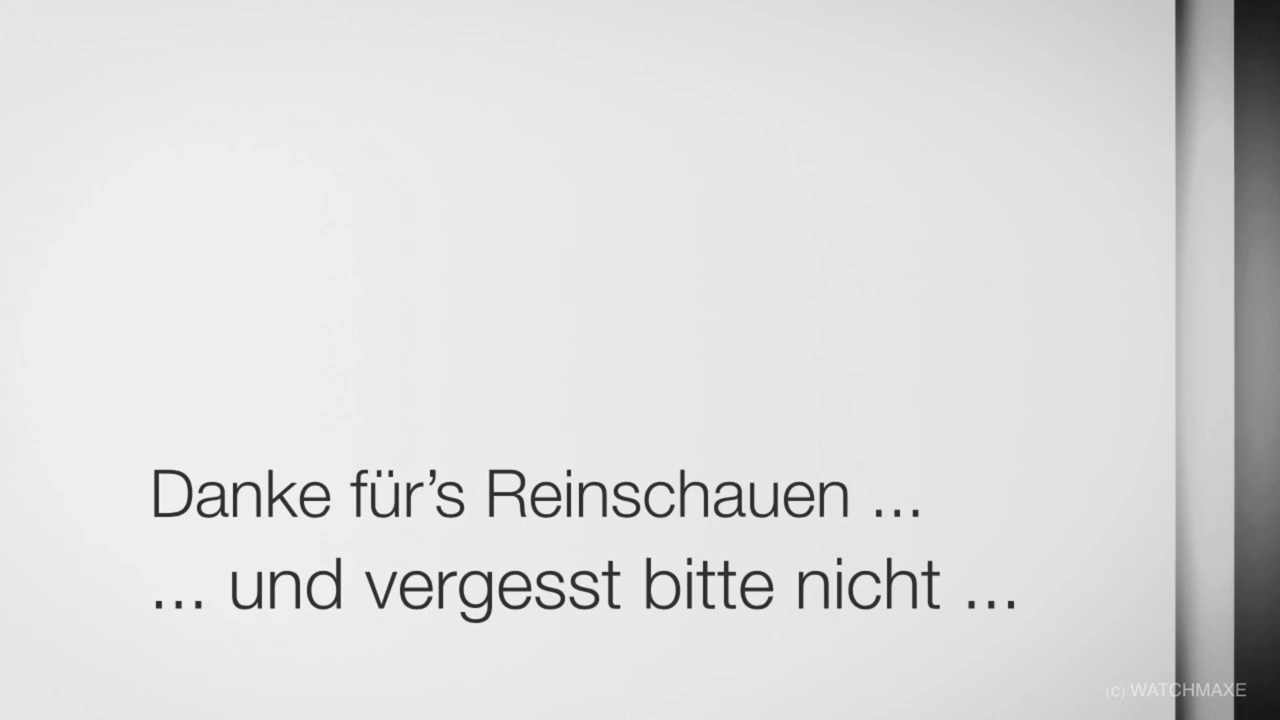 Danke für’s Reinschauen ...
... und vergesst bitte nicht ...
(c) WATCHMAXE